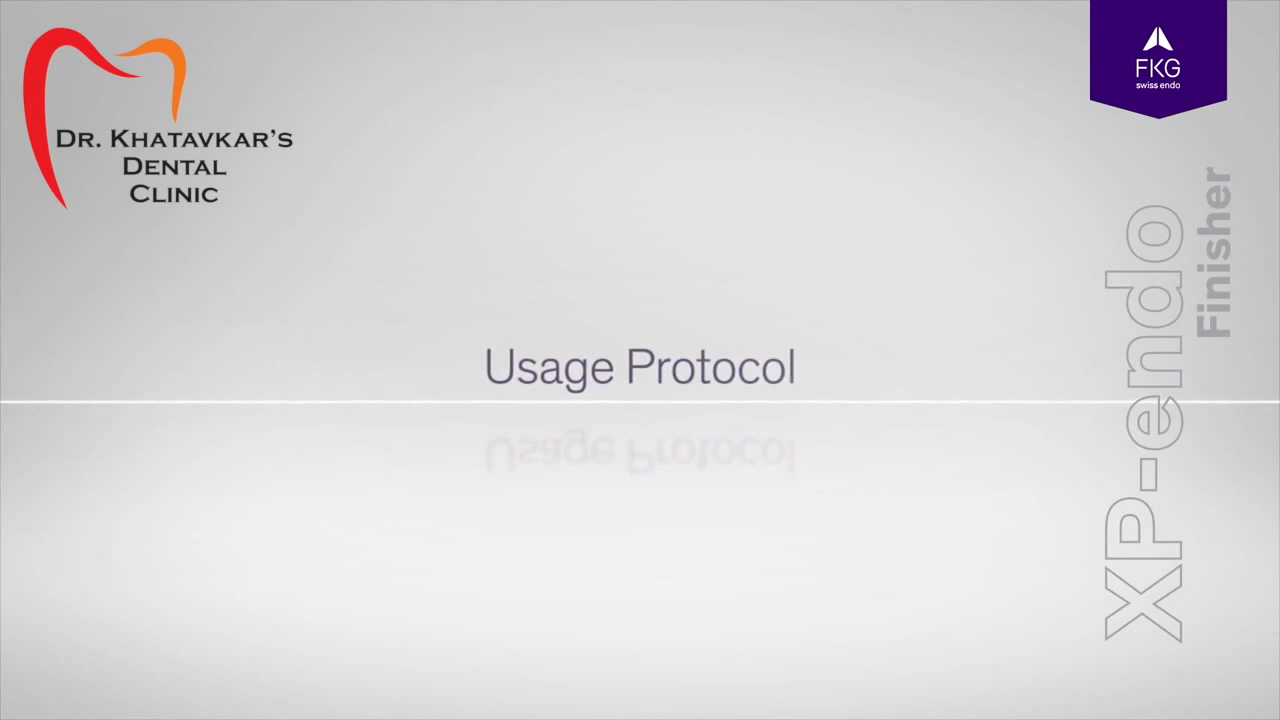 DR. KHATAVKAR'S
DENTAL
CLINIC
FKG
swiss endo
XP-endo
Finisher
Usage Protocol